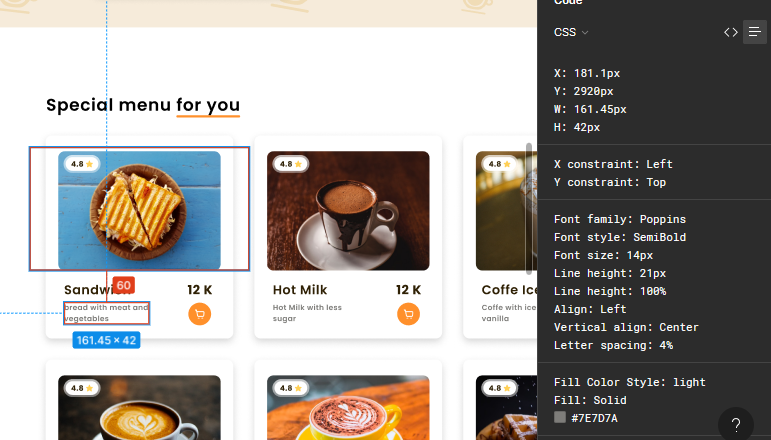 Code
CSS
X: 181.1px
Y: 2920px
W: 161.45px
H: 42px
X constraint: Left
Y constraint: Top
Font family: Poppins
Font style: SemiBold
Font size: 14px
Line height: 21px
Line height: 100%
Align: Left
Vertical align: Center
Letter spacing: 4%
Fill Color Style: light
Fill: Solid
#7E7D7A
?
Special menu for you
4.8
4.8
4.8
60
Sandwi
12 K
Hot Milk
12 K
Coffe Ice
bread with meat and
vegetables
Hot Milk with less
sugar
Coffe with ice
vanilla
161.45 × 42
4.8
4.8
4.8